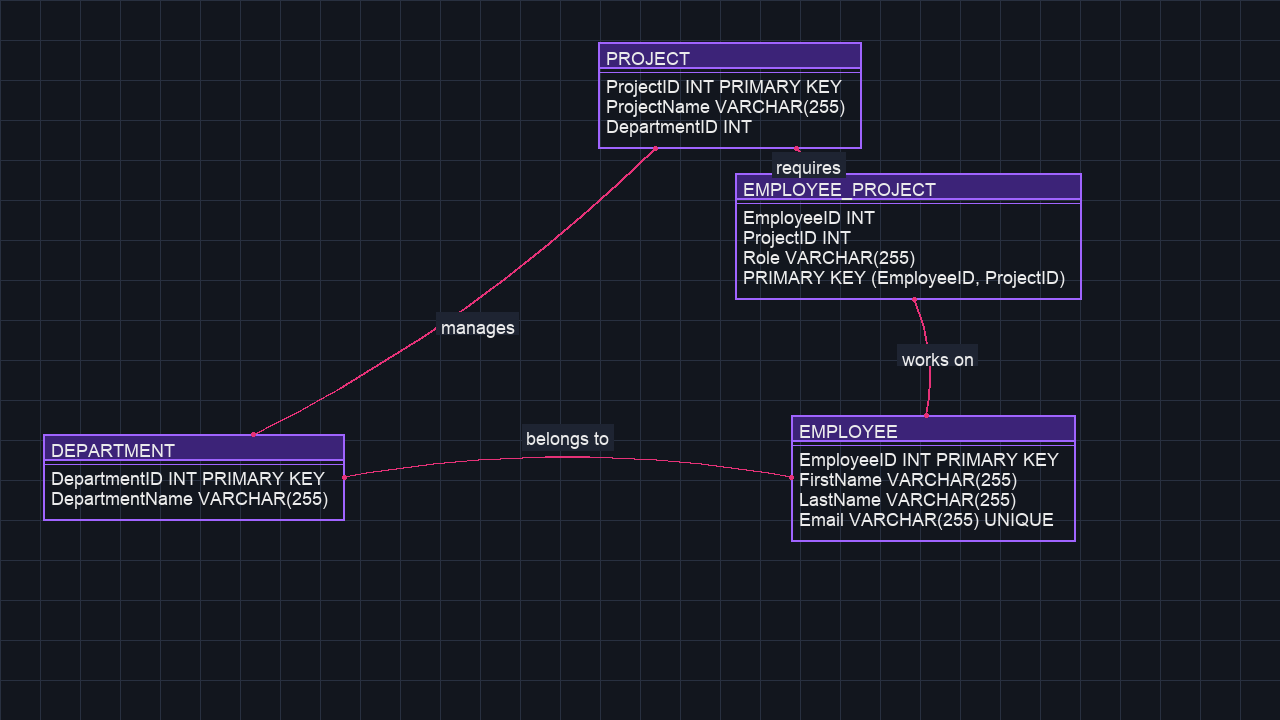 PROJECT
ProjectID INT PRIMARY KEY
ProjectName VARCHAR(255)
DepartmentID INT
requires
EMPLOYEE_PROJECT
EmployeeID INT
ProjectID INT
Role VARCHAR(255)
PRIMARY KEY (EmployeeID, ProjectID)
manages
works on
DEPARTMENT
DepartmentID INT PRIMARY KEY
DepartmentName VARCHAR(255)
belongs to
EMPLOYEE
EmployeeID INT PRIMARY KEY
FirstName VARCHAR(255)
LastName VARCHAR(255)
Email VARCHAR(255) UNIQUE